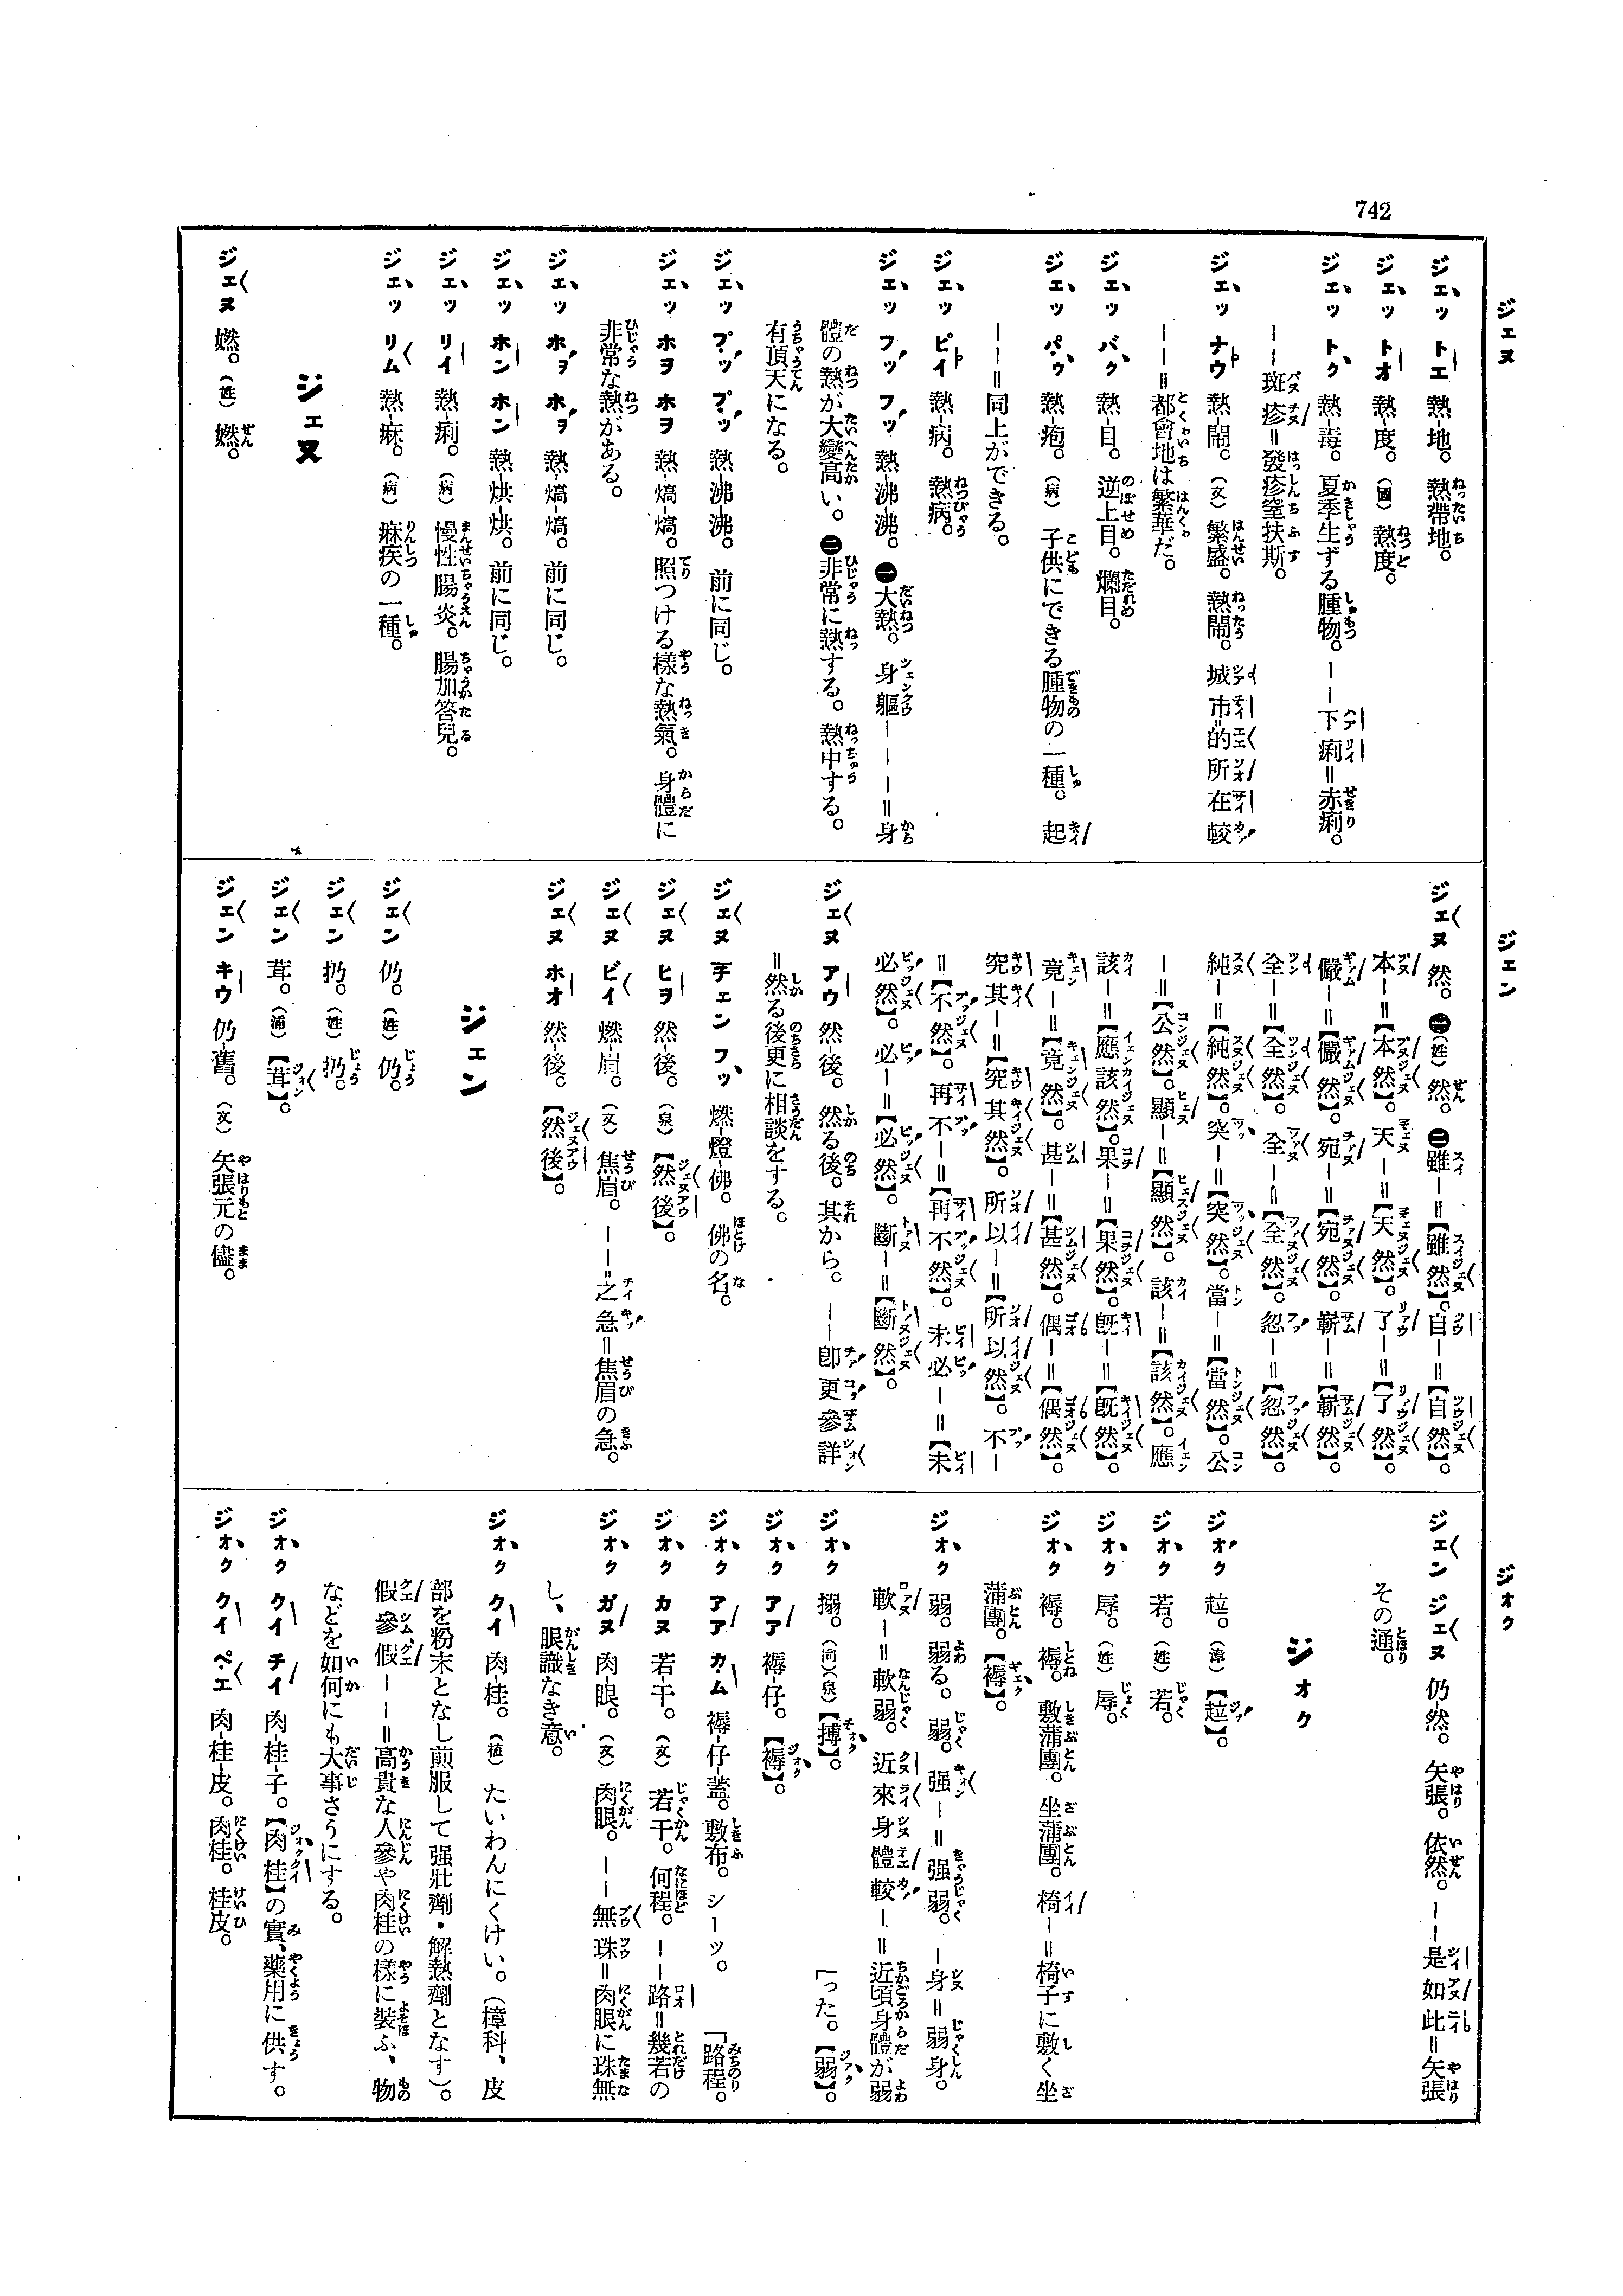 742
ジエヌ
ジェッ トエ 熱-地。熱帶地。
ジェッ トオ 熱-度。(國)熱度。
ジェッ トク 熱-毒。夏季生ずる腫物。――下痢=赤痢。
――斑疹=發疹窒扶斯。
ジェッ ナウ 熱-鬧。(文)繁盛。熱鬧。城市的所在較
――=都會地は繁華だ。
ジェッ バク 熱-目。逆上目。爛目。
ジェッ パウ 熱-疱。(病)子供にできる腫物の一種。起
――=同上ができる。
ジェッ ピイ 熱-病。熱病。
ジェッ フッ フッ 熱-沸-沸。㊀大熱。身軀―――=身
體の熱が大變高い。㊁非常に熱する。熱中する。
有頂天になる。
ジェッ プッ プッ 熱-沸-沸。前に同じ。
ジェッ ホヲ ホヲ 熱-熇-熇。照つける樣な熱氣。身體に
非常な熱がある。
ジェッ ホヲ ホヲ 熱-熇-熇。前に同じ。
ジェッ ホン ホン 熱-烘-烘。前に同じ。
ジェッ リイ 熱-痢。(病)慢性腸炎。腸加答兒。
ジェッ リム 熱-痳。(病)痳疾の一種。
ジェヌ
ジェヌ 嬿。(姓)嬿。
ジエン
ジェヌ 然。㊀(姓)然。㊁雖―=【雖然】。自―=【自然】。
本―=【本然】。天―=【天然】。了―=【了然】。
儼―=【儼然】。宛―=【宛然】。嶄―=【嶄然】。
全―=【全然】。全―=【全然】。忽―=【忽然】。
純―=【純然】。突―=【突然】。當―=【當然】。公
―=【公然】。顯―=【顯然】。該―=【該然】。應
該―=【應該然】。果―=【果然】。既―=【既然】。
竟―=【竟然】。甚―=【甚然】。偶―=【偶然】。
究其―=【究其然】。所以―=【所以然】。不―
=【不然】。再不―=【再不然】。未必―=【未
必然】。必―=【必然】。斷―=【斷然】。
ジェヌ アウ 然-後。然る後。其から。――卽更參詳
=然る後更に相談をする。
ジェヌ チェン フッ 燃-燈-佛。佛の名。
ジェヌ ヒヲ 然-後。(泉)【然後】。
ジェヌ ビイ 燃-眉。(文)焦眉。――之急=焦眉の急。
ジェヌ ホオ 然-後。【然後】。
ジェン
ジェン 仍。(姓)仍。
ジェン 扔。(姓)扔。
ジェン 茸。(浦)【茸】。
ジェン キウ 仍-舊。(文)矢張元の儘。
ジオク
ジェン ジェヌ 仍-然。矢張。依然。――是如此=矢張
その通。
ジォク
ジオク 趑。(漳)【趑】。
ジオク 若。(姓)若。
ジオク 辱。(姓)辱。
ジオク 褥。褥。敷蒲團。坐蒲團。椅―=椅子に敷く坐
蒲團。【褥】。
ジオク 弱。弱る。弱。强―=强弱。―身=弱身。
軟―=軟弱。近來身體較―=近頃身體が弱
「つた。【弱】。
ジオク 搦。(同)(泉)【搏】。
ジオク アア 褥-仔。【褥】。
ジオク アア カム 褥-仔-蓋。敷布。シーツ。
ジオク カヌ 若-干。(文)若干。何程。――路=幾若の
「路程。
ジオク ガヌ 肉-眼。(文)肉眼。――無珠=肉眼に珠無
し、眼識なき意。
ジオク クイ 肉-桂。(植)たいわんにくけい。(樟科、皮
部を粉末となし煎服して强壯劑・解熱劑となす)。
假參假――=高貴な人參や肉桂の樣に裝ふ、物
などを如何にも大事さうにする。
ジオク クイ チイ 肉-桂-子。【肉桂】の實、藥用に供す。
ジオク クイ ペエ 肉-桂-皮。肉桂。桂皮。